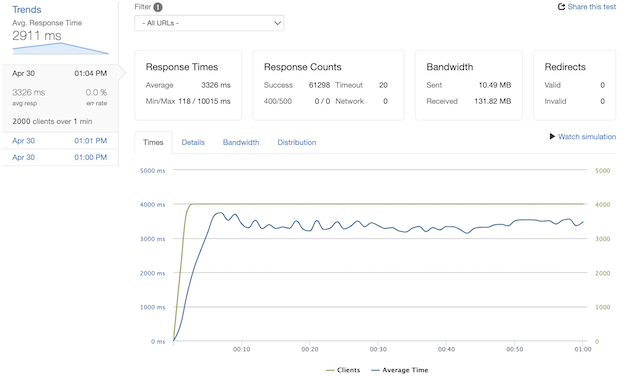 Trends
Avg. Response Time
2911 ms
Apr 30 01:04 PM
3326 ms 0.0 %
avg resp err rate
2000 clients over 1 min
Apr 30 01:01 PM
Apr 30 01:00 PM
Filter
- All URLs -
Share this test
Response Times
Average 3326 ms
Min/Max 118 / 10015 ms
Response Counts
Success 61298 Timeout 20
400/500 0 / 0 Network 0
Bandwidth
Sent 10.49 MB
Received 131.82 MB
Redirects
Valid 0
Invalid 0
Times Details Bandwidth Distribution
Watch simulation
5000 ms 5000
4000 ms 4000
3000 ms 3000
2000 ms 2000
1000 ms 1000
0 ms 0
00:10 00:20 00:30 00:40 00:50 01:00
Clients Average Time